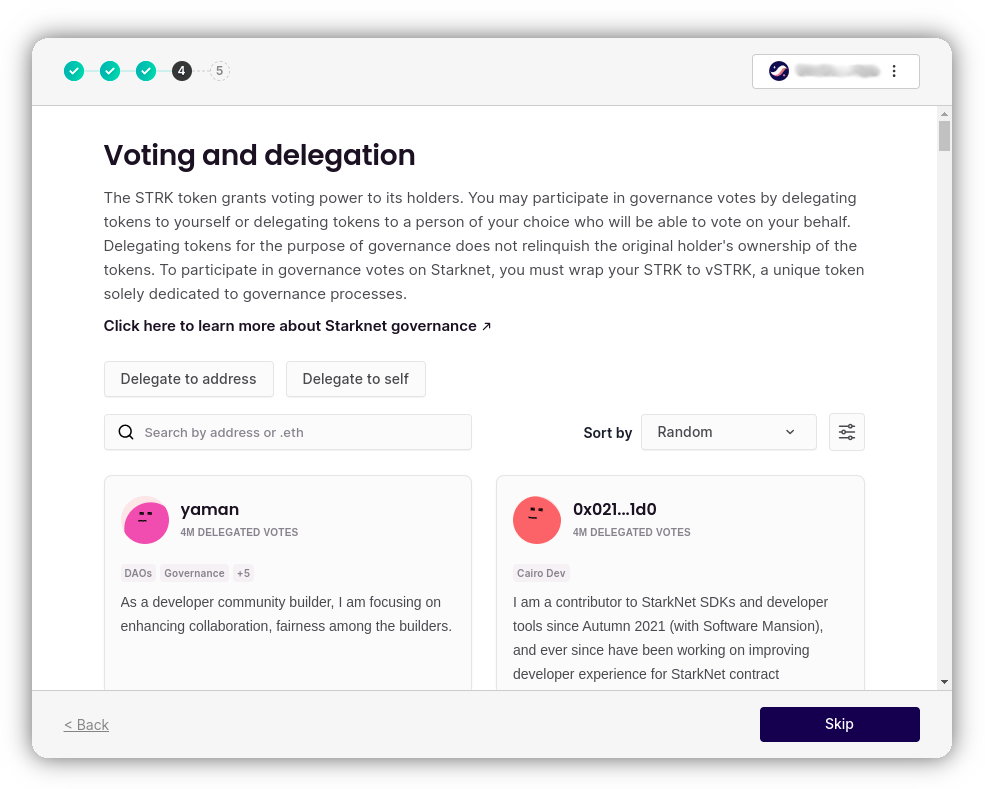 4
5
Voting and delegation
The STRK token grants voting power to its holders. You may participate in governance votes by delegating
tokens to yourself or delegating tokens to a person of your choice who will be able to vote on your behalf.
Delegating tokens for the purpose of governance does not relinquish the original holder's ownership of the
tokens. To participate in governance votes on Starknet, you must wrap your STRK to vSTRK, a unique token
solely dedicated to governance processes.
Click here to learn more about Starknet governance ↗
Delegate to address
Delegate to self
Search by address or .eth
Sort by
Random
yaman
4M DELEGATED VOTES
DAOs
Governance
+5
As a developer community builder, I am focusing on
enhancing collaboration, fairness among the builders.
0x021...1d0
4M DELEGATED VOTES
Cairo Dev
I am a contributor to StarkNet SDKs and developer
tools since Autumn 2021 (with Software Mansion),
and ever since have been working on improving
developer experience for StarkNet contract
< Back
Skip